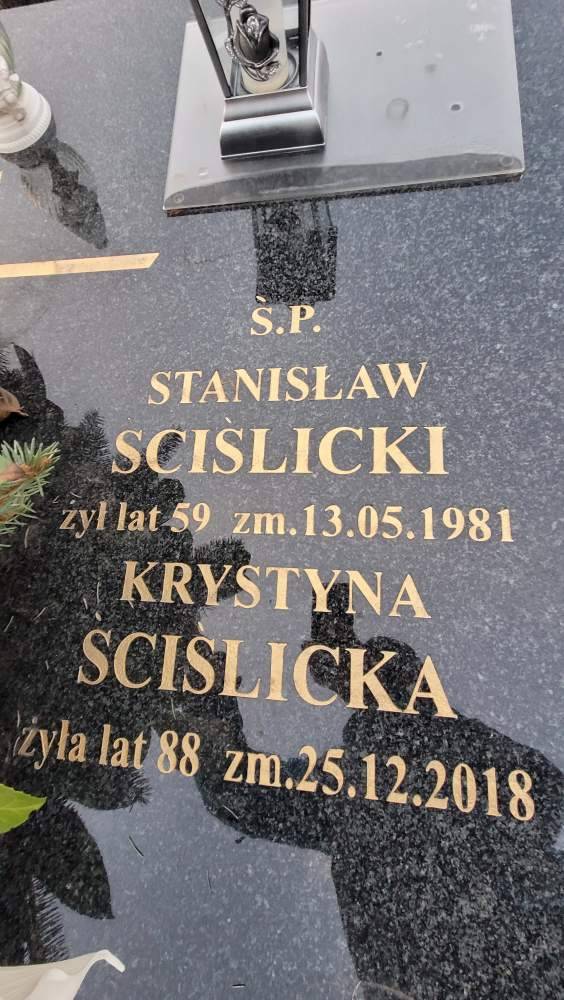 Ś.P.
STANISŁAW
ŚCIŚLICKI
żył lat 59 zm.13.05.1981
KRYSTYNA
ŚCIŚLICKA
żyła lat 88 zm.25.12.2018